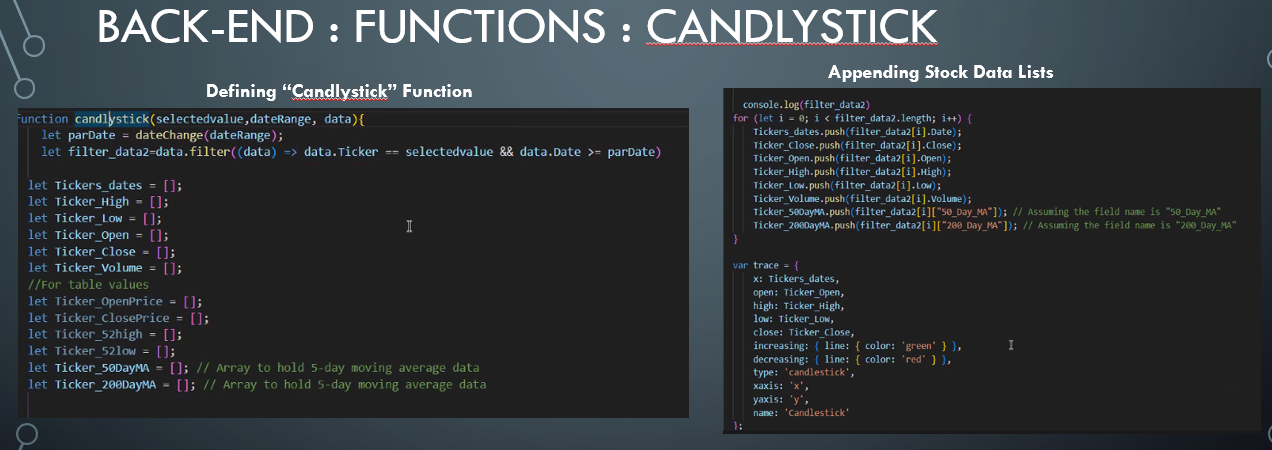 BACK-END : FUNCTIONS : CANDLYSTICK
Defining “Candlystick” Function
function candlystick(selectedvalue,dateRange, data){
let parDate = dateChange(dateRange);
let filter_data2=data.filter((data) => data.Ticker == selectedvalue && data.Date >= parDate)
let Tickers_dates = [];
let Ticker_High = [];
let Ticker_Low = [];
let Ticker_Open = [];
let Ticker_Close = [];
let Ticker_Volume = [];
//For table values
let Ticker_OpenPrice = [];
let Ticker_ClosePrice = [];
let Ticker_52high = [];
let Ticker_52low = [];
let Ticker_50DayMA = []; // Array to hold 5-day moving average data
let Ticker_200DayMA = []; // Array to hold 5-day moving average data
Appending Stock Data Lists
console.log(filter_data2)
for (let i = 0; i < filter_data2.length; i++) {
Tickers_dates.push(filter_data2[i].Date);
Ticker_Close.push(filter_data2[i].Close);
Ticker_Open.push(filter_data2[i].Open);
Ticker_High.push(filter_data2[i].High);
Ticker_Low.push(filter_data2[i].Low);
Ticker_Volume.push(filter_data2[i].Volume);
Ticker_50DayMA.push(filter_data2[i]["50_Day_MA"]); // Assuming the field name is "50_Day_MA"
Ticker_200DayMA.push(filter_data2[i]["200_Day_MA"]); // Assuming the field name is "200_Day_MA"
}
var trace = {
x: Tickers_dates,
open: Ticker_Open,
high: Ticker_High,
low: Ticker_Low,
close: Ticker_Close,
increasing: { line: { color: 'green' } },
decreasing: { line: { color: 'red' } },
type: 'candlestick',
xaxis: 'x',
yaxis: 'y',
name: 'Candlestick'
};